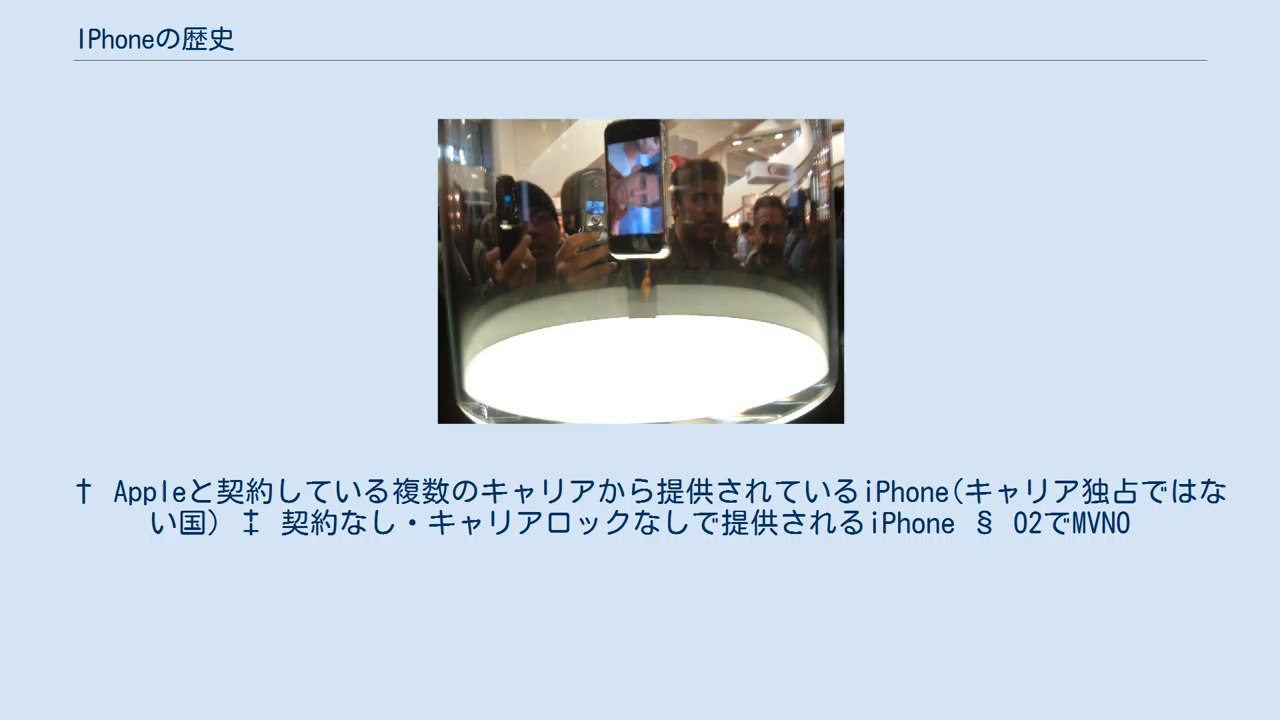 IPhoneの歴史
Canon
† Appleと契約している複数のキャリアから提供されているiPhone(キャリア独占ではな
い国) ‡ 契約なし・キャリアロックなしで提供されるiPhone § O2でMVNO